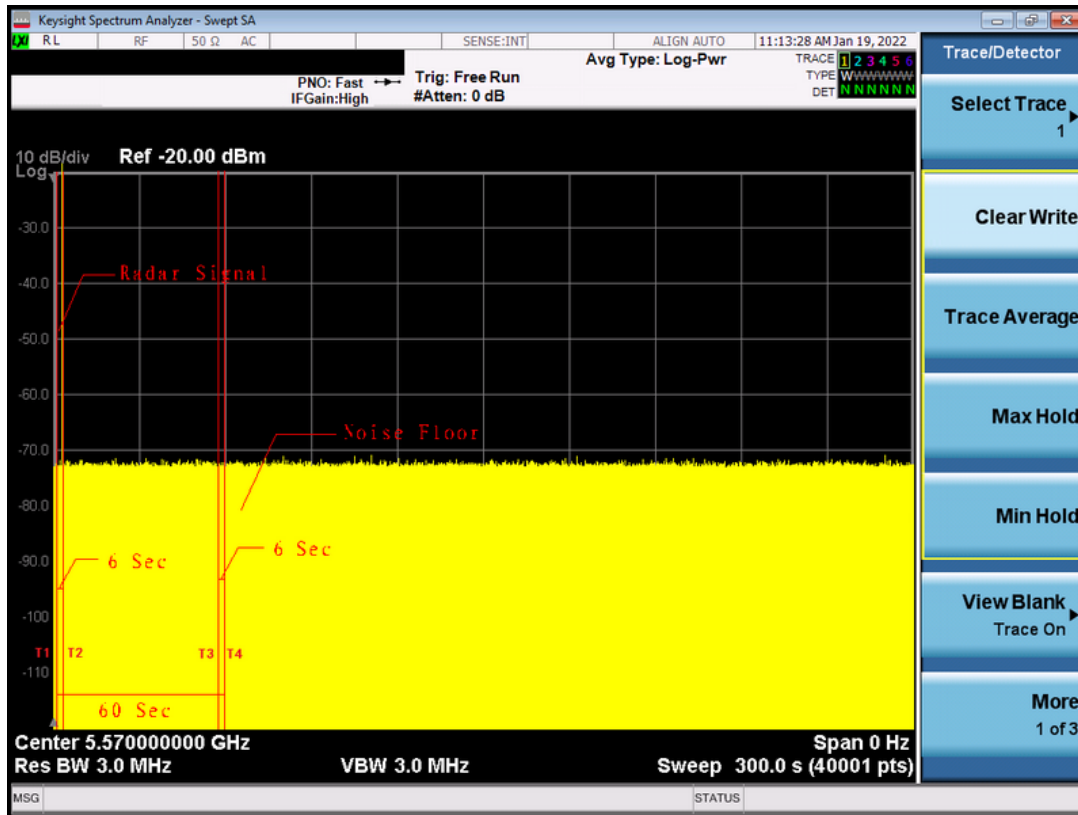 Keysight Spectrum Analyzer - Swept SA
LXI RL RF 50 Ω AC SENSE:INT ALIGN AUTO 11:13:28 AM Jan 19, 2022
Avg Type: Log-Pwr TRACE 1 2 3 4 5 6
PNO: Fast Trig: Free Run TYPE WWWWWW
IFGain:High #Atten: 0 dB DET N N N N N N
10 dB/div Ref -20.00 dBm
Log
-30.0
Radar Signal
-40.0
-50.0
-60.0
Noise Floor
-70.0
-80.0
6 Sec
-90.0 6 Sec
-100
T1 T2 T3 T4
-110
60 Sec
Center 5.570000000 GHz Span 0 Hz
Res BW 3.0 MHz VBW 3.0 MHz Sweep 300.0 s (40001 pts)
MSG STATUS
Trace/Detector
Select Trace
1
Clear Write
Trace Average
Max Hold
Min Hold
View Blank
Trace On
More
1 of 3